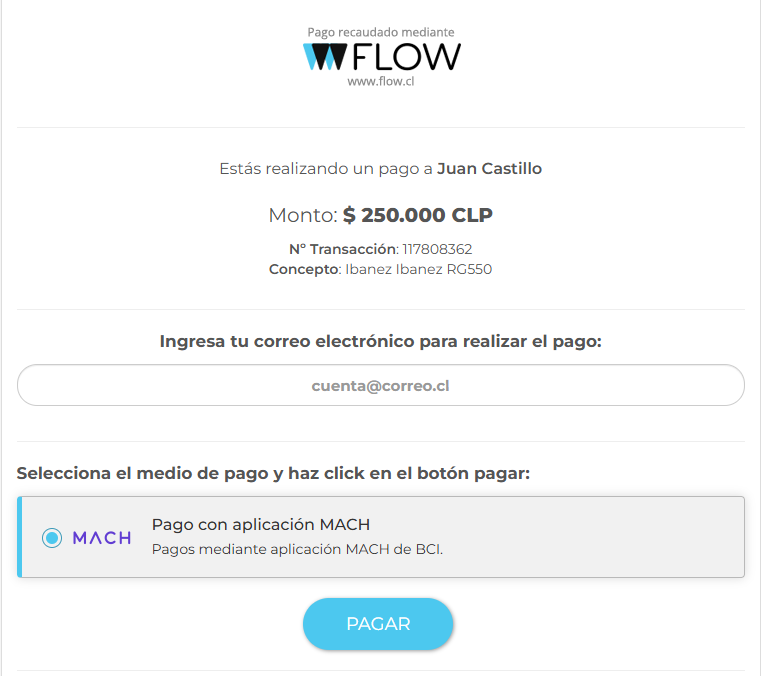 Pago recaudado mediante
FLOW
www.flow.cl
Estás realizando un pago a Juan Castillo
Monto: $ 250.000 CLP
Nº Transacción: 117808362
Concepto: Ibanez Ibanez RG550
Ingresa tu correo electrónico para realizar el pago:
cuenta@correo.cl
Selecciona el medio de pago y haz click en el botón pagar:
MACH
Pago con aplicación MACH
Pagos mediante aplicación MACH de BCI.
PAGAR